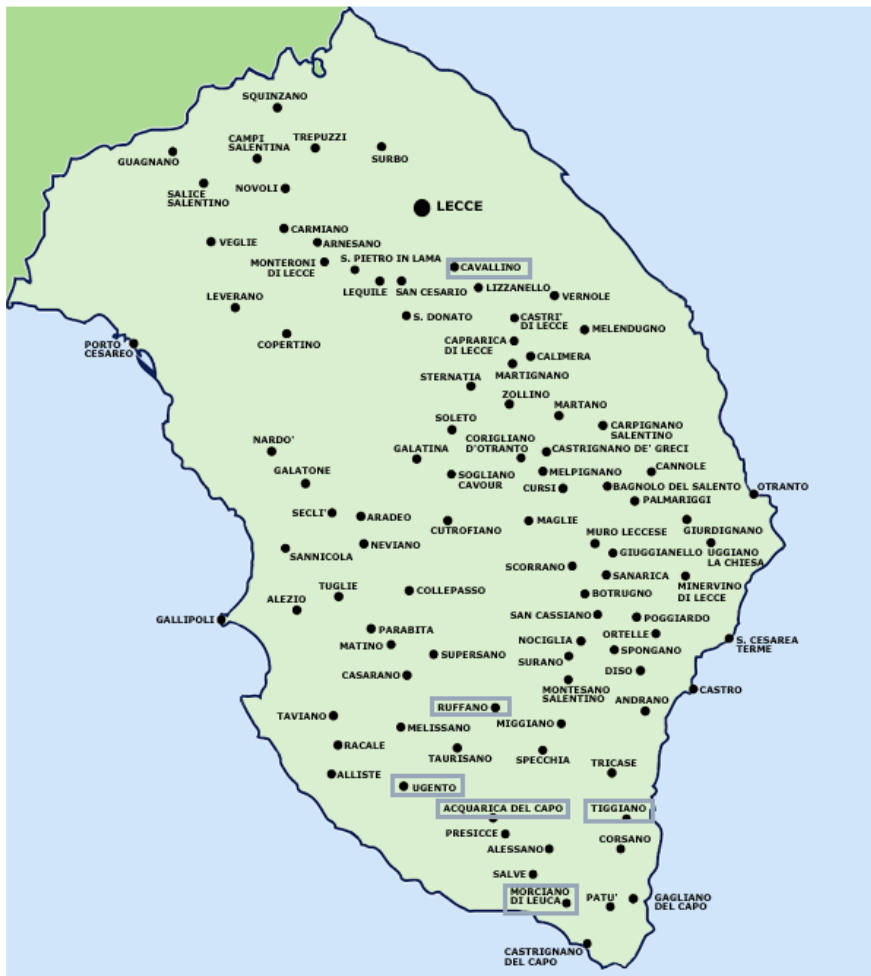 SQUINZANO
CAMPI
SALENTINA
TREPUZZI
SURBO
GUAGNANO
SALICE
SALENTINO
NOVOLI
LECCE
CARMIANO
VEGLIE
ARNESANO
S. PIETRO IN LAMA
MONTERONI
DI LECCE
CAVALLINO
LEQUILE
SAN CESARIO
LIZZANELLO
VERNOLE
LEVERANO
S. DONATO
CASTRI'
DI LECCE
MELENDUGNO
COPERTINO
PORTO
CESAREO
CAPRARICA
DI LECCE
CALIMERA
MARTIGNANO
STERNATIA
ZOLLINO
MARTANO
SOLETO
CARPIGNANO
SALENTINO
NARDO'
CORIGLIANO
D'OTRANTO
CASTRIGNANO DE' GRECI
GALATINA
GALATONE
SOGLIANO
CAVOUR
MELPIGNANO
CANNOLE
CURSI
BAGNOLO DEL SALENTO
OTRANTO
PALMARIGGI
SECLI'
ARADEO
CUTROFIANO
MAGLIE
GIURDIGNANO
MURO LECCESE
SANNICOLA
NEVIANO
GIUGGIANELLO
UGGIANO
LA CHIESA
SCORRANO
SANARICA
MINERVINO
DI LECCE
TUGLIE
COLLEPASSO
BOTRUGNO
ALEZIO
GALLIPOLI
SAN CASSIANO
POGGIARDO
PARABITA
ORTELLE
S. CESAREA
TERME
MATINO
NOCIGLIA
SPONGANO
SUPERSANO
SURANO
DISO
CASARANO
MONTESANO
SALENTINO
CASTRO
RUFFANO
ANDRANO
TAVIANO
MELISSANO
MIGGIANO
RACALE
TAURISANO
SPECCHIA
TRICASE
ALLISTE
UGENTO
ACQUARICA DEL CAPO
TIGGIANO
PRESICCE
CORSANO
ALESSANO
SALVE
MORCIANO
DI LEUCA
PATU'
GAGLIANO
DEL CAPO
CASTRIGNANO
DEL CAPO